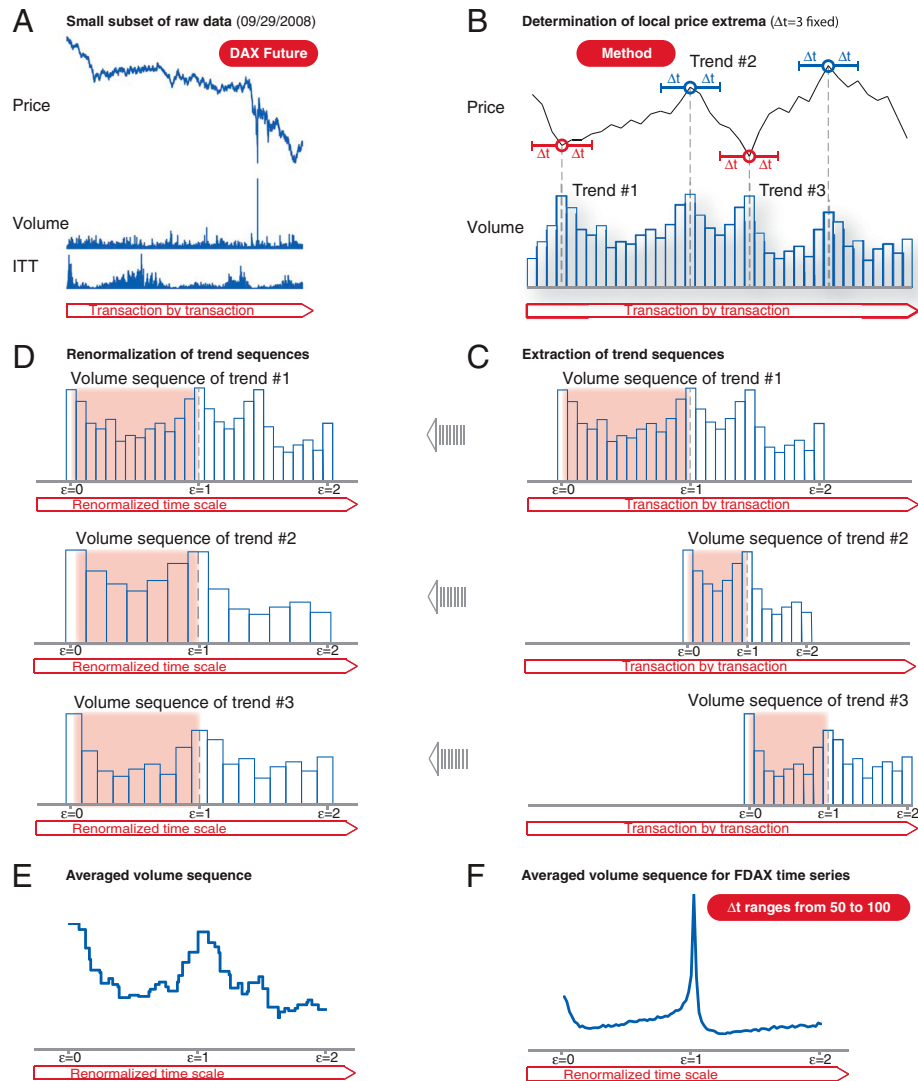 A
Small subset of raw data (09/29/2008)
DAX Future
Price
Volume
ITT
Transaction by transaction
B
Determination of local price extrema (Δt=3 fixed)
Method
Trend #2
Δt Δt
Δt Δt
Price
Δt Δt
Δt Δt
Trend #1
Trend #3
Volume
Transaction by transaction
D
Renormalization of trend sequences
Volume sequence of trend #1
ε=0 ε=1 ε=2
Renormalized time scale
Volume sequence of trend #2
ε=0 ε=1 ε=2
Renormalized time scale
Volume sequence of trend #3
ε=0 ε=1 ε=2
Renormalized time scale
C
Extraction of trend sequences
Volume sequence of trend #1
ε=0 ε=1 ε=2
Transaction by transaction
Volume sequence of trend #2
ε=0 ε=1 ε=2
Transaction by transaction
Volume sequence of trend #3
ε=0 ε=1 ε=2
Transaction by transaction
E
Averaged volume sequence
ε=0 ε=1 ε=2
Renormalized time scale
F
Averaged volume sequence for FDAX time series
Δt ranges from 50 to 100
ε=0 ε=1 ε=2
Renormalized time scale